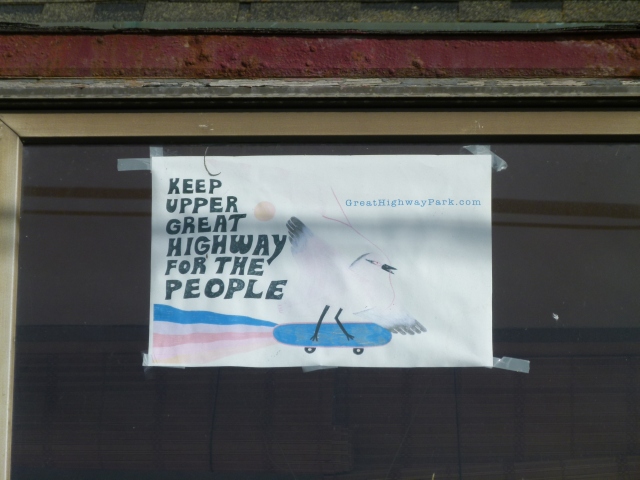 KEEP
UPPER
GREAT
HIGHWAY
FOR THE
PEOPLE
GreatHighwayPark.com